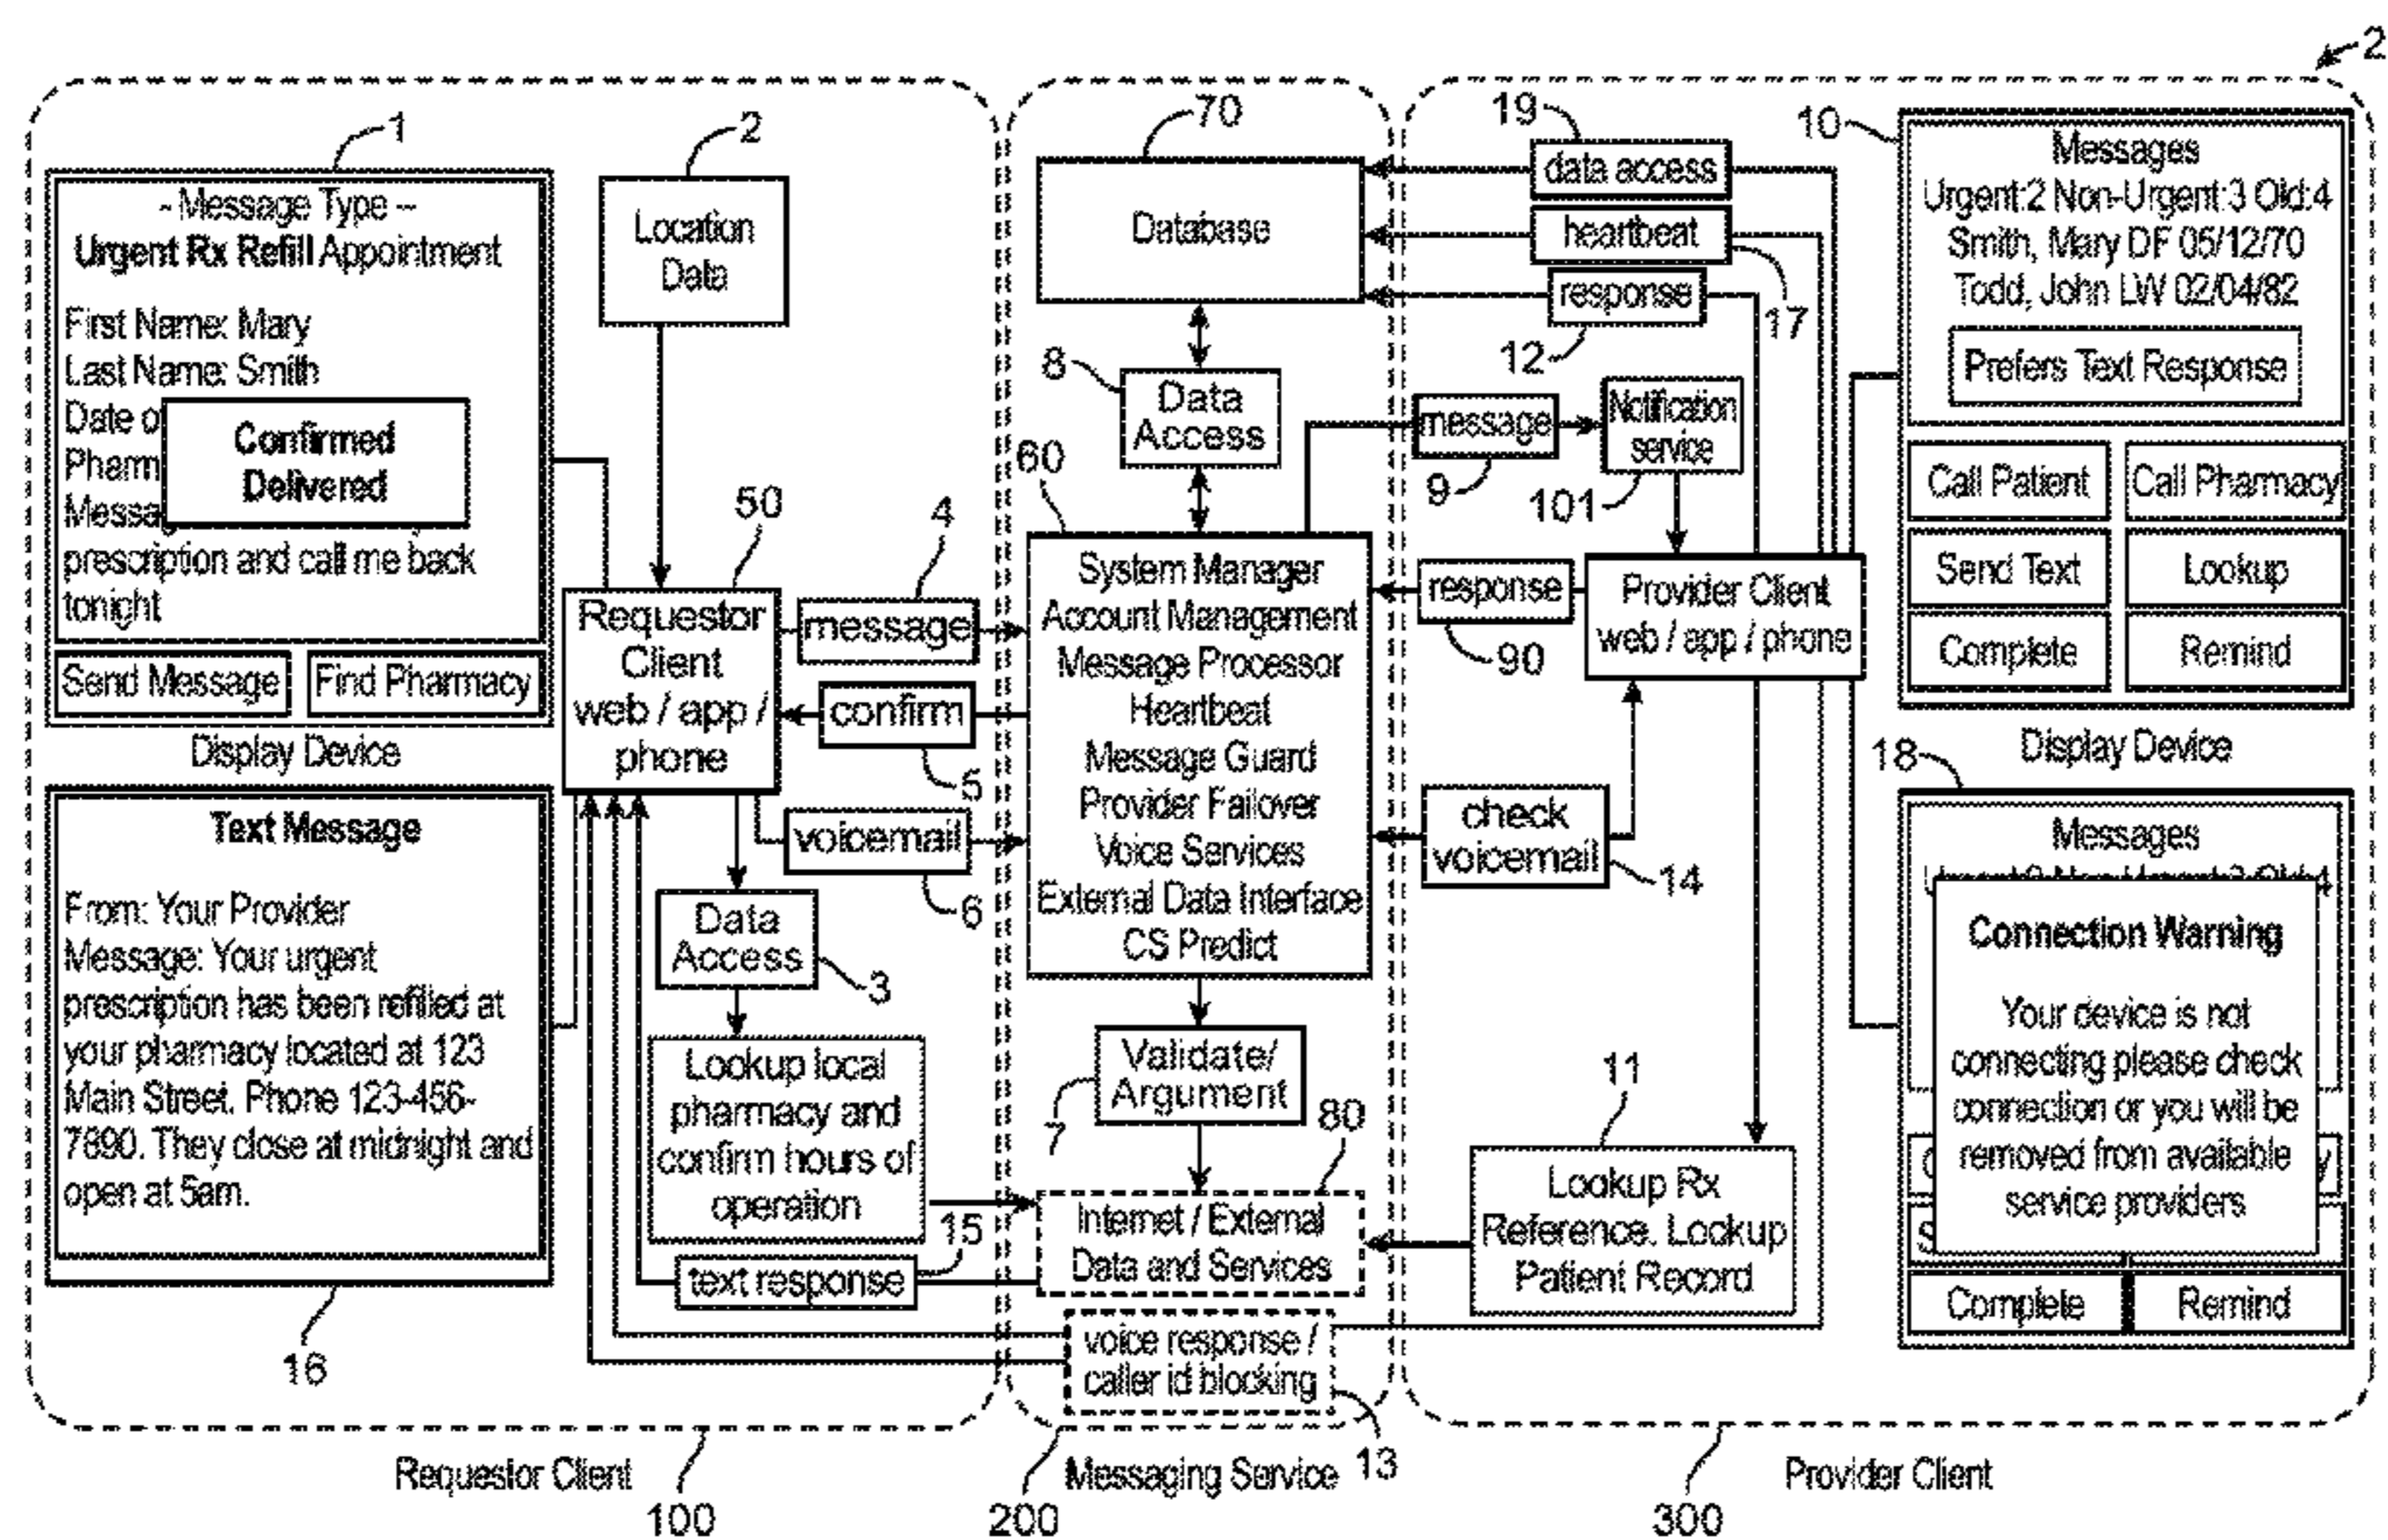 2
1
- Message Type –
Urgent Rx Refill Appointment
First Name: Mary
Last Name: Smith
Date o
Pharm
Messa
Confirmed
Delivered
prescription and call me back
tonight
Send Message
Find Pharmacy
Display Device
Text Message
From: Your Provider
Message: Your urgent
prescription has been refilled at
your pharmacy located at 123
Main Street. Phone 123-456-
7890. They close at midnight and
open at 5am.
16
2
Location
Data
50
Requestor
Client
web / app /
phone
4
message
confirm
5
voicemail
6
Data
Access
3
Lookup local
pharmacy and
confirm hours of
operation
15
text response
Requestor Client
100
70
Database
8
Data
Access
60
System Manager
Account Management
Message Processor
Heartbeat
Message Guard
Provider Failover
Voice Services
External Data Interface
CS Predict
Validate/
Argument
7
80
Internet / External
Data and Services
voice response /
caller id blocking
13
Messaging Service
200
19
data access
heartbeat
17
response
12
message
9
Notification
service
101
response
90
Provider Client
web / app / phone
check
voicemail
14
11
Lookup Rx
Reference. Lookup
Patient Record
10
Messages
Urgent:2 Non-Urgent:3 Old:4
Smith, Mary DF 05/12/70
Todd, John LW 02/04/82
Prefers Text Response
Call Patient
Call Pharmacy
Send Text
Lookup
Complete
Remind
Display Device
18
Messages
Connection Warning
Your device is not
connecting please check
connection or you will be
removed from available
service providers
Complete
Remind
Provider Client
300